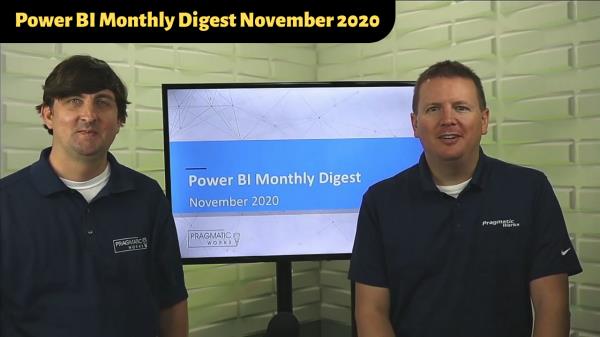 Power BI Monthly Digest November 2020
Power BI Monthly Digest
November 2020
PRAGMATIC
WORKS
PRAGMATIC
WORKS
Pragmatic
Works